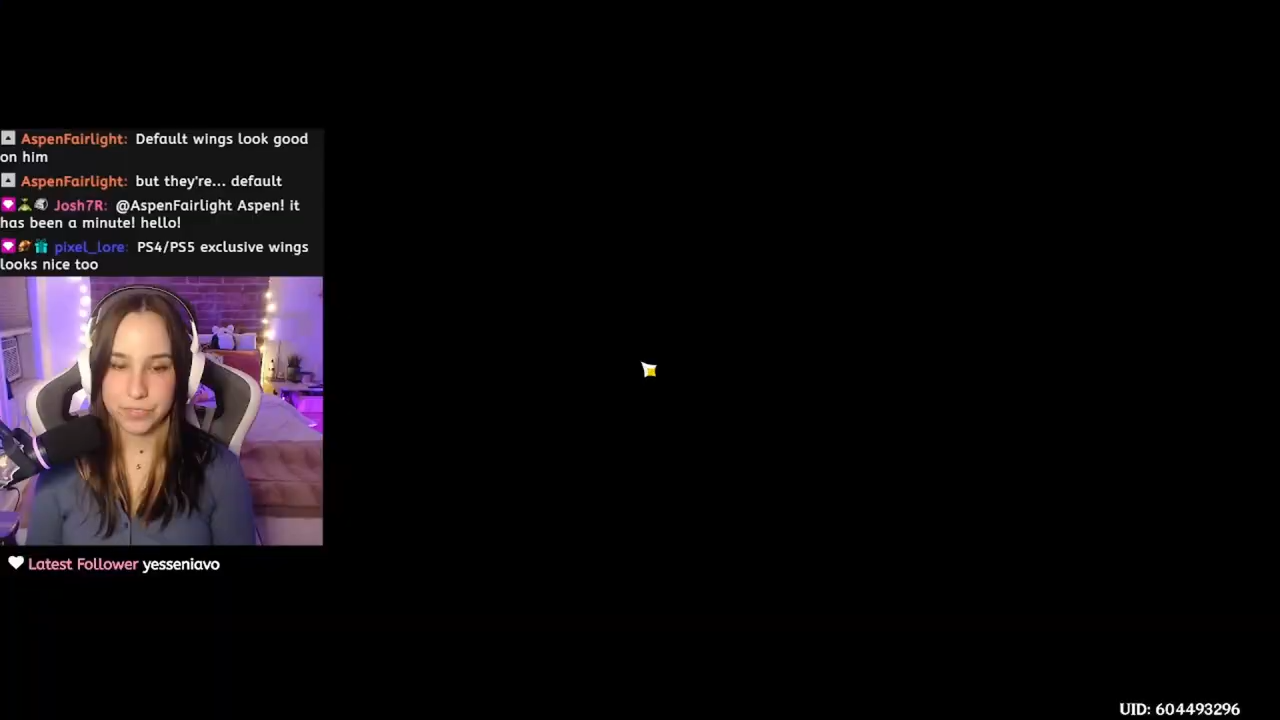 AspenFairlight: Default wings look good
on him
AspenFairlight: but they're... default
Josh7R: @AspenFairlight Aspen! it
has been a minute! hello!
pixel_lore: PS4/PS5 exclusive wings
looks nice too
Latest Follower yesseniavo
UID: 604493296